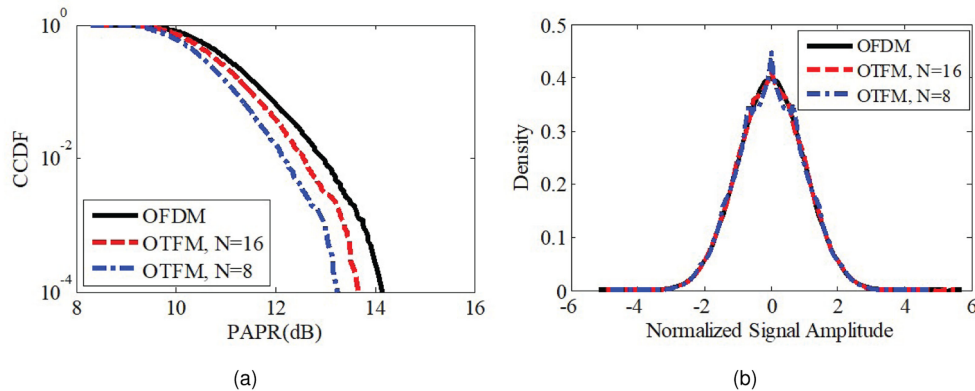 10^0
10^-2
10^-4
8
10
12
14
16
CCDF
PAPR(dB)
OFDM
OTFM, N=16
OTFM, N=8
(a)
0.5
0.4
0.3
0.2
0.1
0
-6
-4
-2
0
2
4
6
Density
Normalized Signal Amplitude
OFDM
OTFM, N=16
OTFM, N=8
(b)